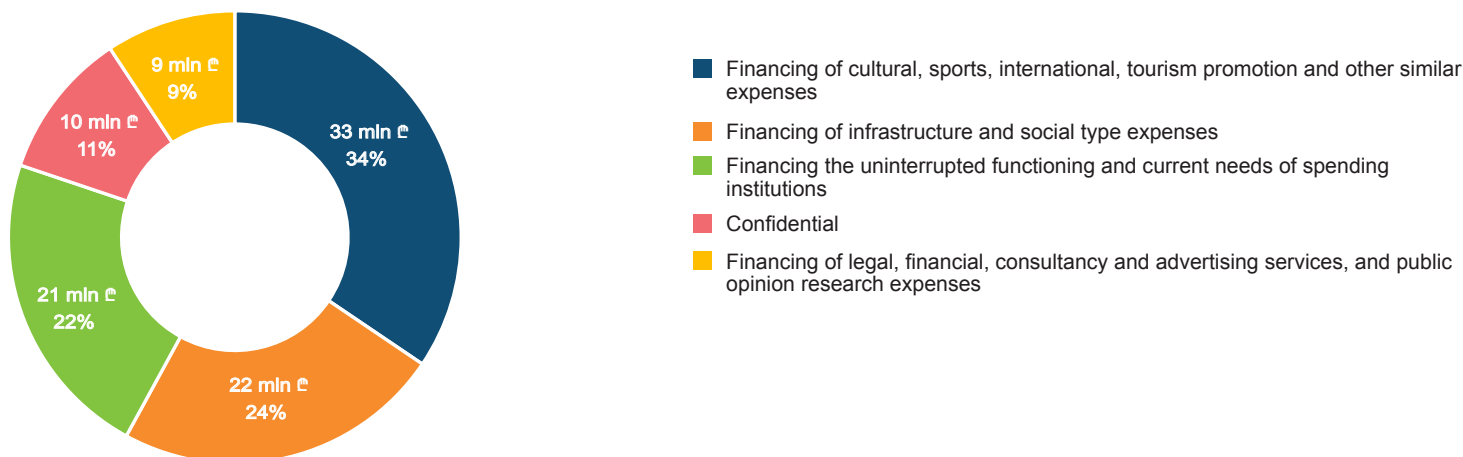 9 mln ₾
9%
33 mln ₾
34%
10 mln ₾
11%
21 mln ₾
22%
22 mln ₾
24%
Financing of cultural, sports, international, tourism promotion and other similar
expenses
Financing of infrastructure and social type expenses
Financing the uninterrupted functioning and current needs of spending
institutions
Confidential
Financing of legal, financial, consultancy and advertising services, and public
opinion research expenses